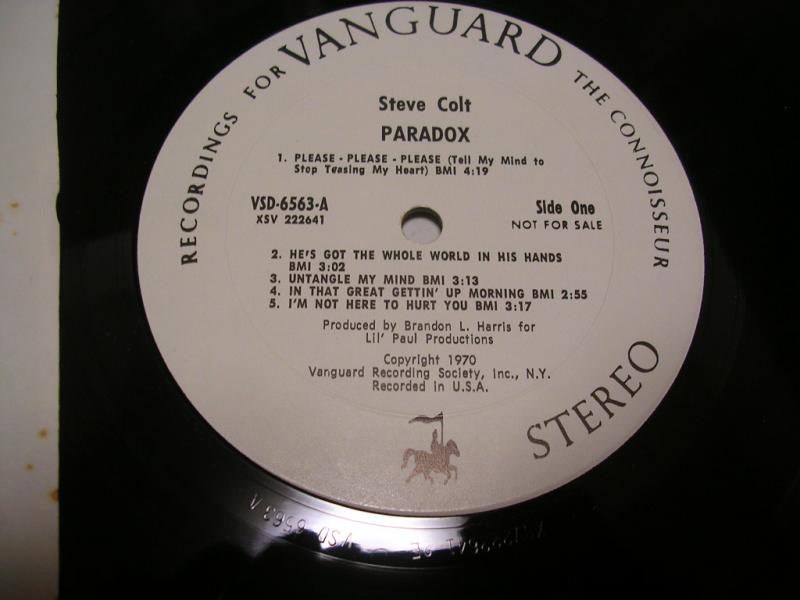 RECORDINGS FOR VANGUARD THE CONNOISSEUR
Steve Colt
PARADOX
1. PLEASE - PLEASE - PLEASE (Tell My Mind to
Stop Teasing My Heart) BMI 4:19
VSD-6563-A
XSV 222641
Side One
NOT FOR SALE
2. HE'S GOT THE WHOLE WORLD IN HIS HANDS
BMI 3:02
3. UNTANGLE MY MIND BMI 3:13
4. IN THAT GREAT GETTIN' UP MORNING BMI 2:55
5. I'M NOT HERE TO HURT YOU BMI 3:17
Produced by Brandon L. Harris for
Lil' Paul Productions
Copyright 1970
Vanguard Recording Society, Inc., N.Y.
Recorded in U.S.A.
STEREO
VSD 6563 A